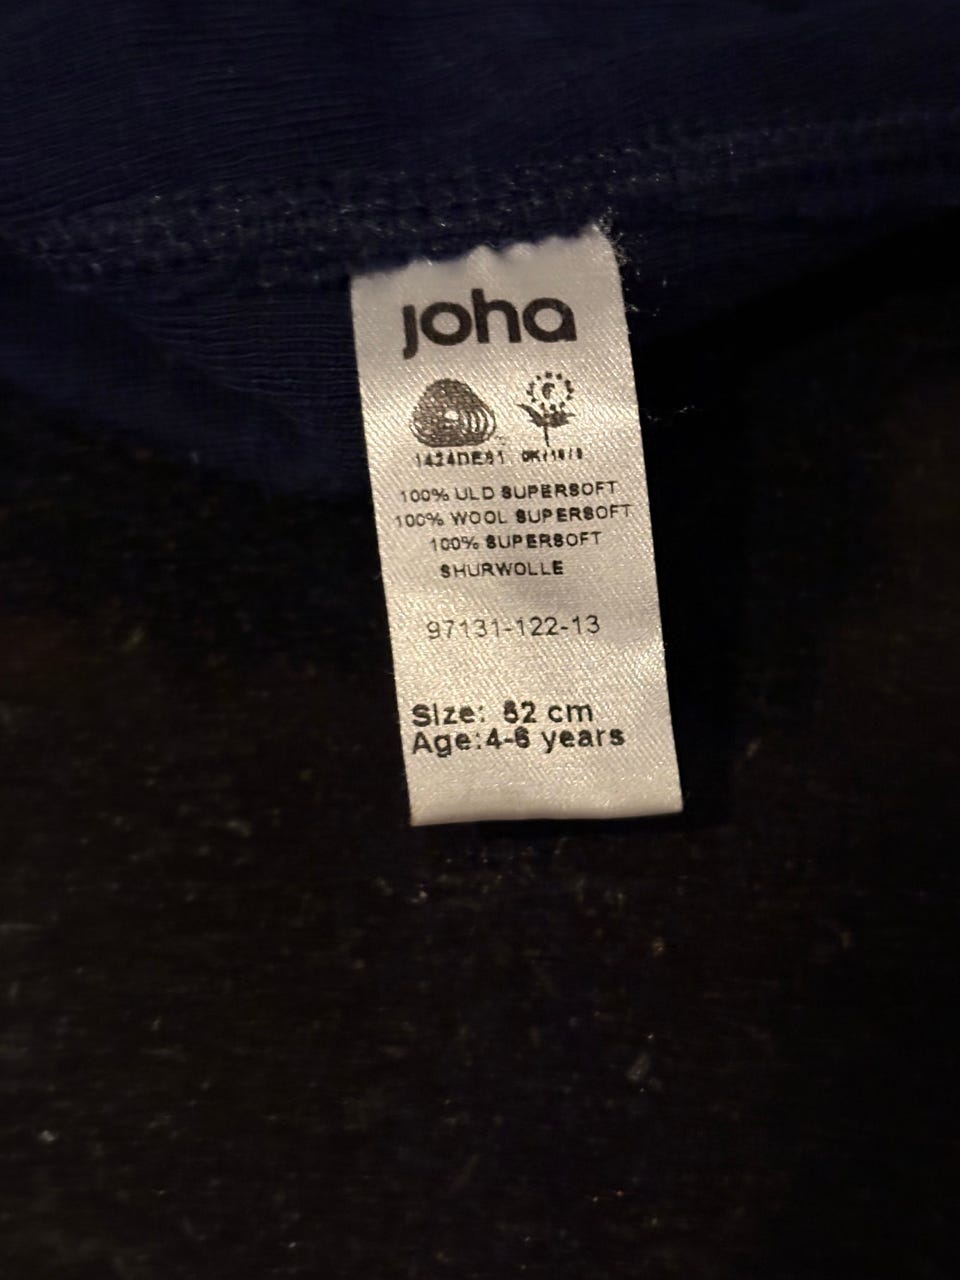 joha
100% ULD SUPERSOFT
100% WOOL SUPERSOFT
100% SUPERSOFT
SHURWOLLE
97131-122-13
Size: 52 cm
Age:4-6 years